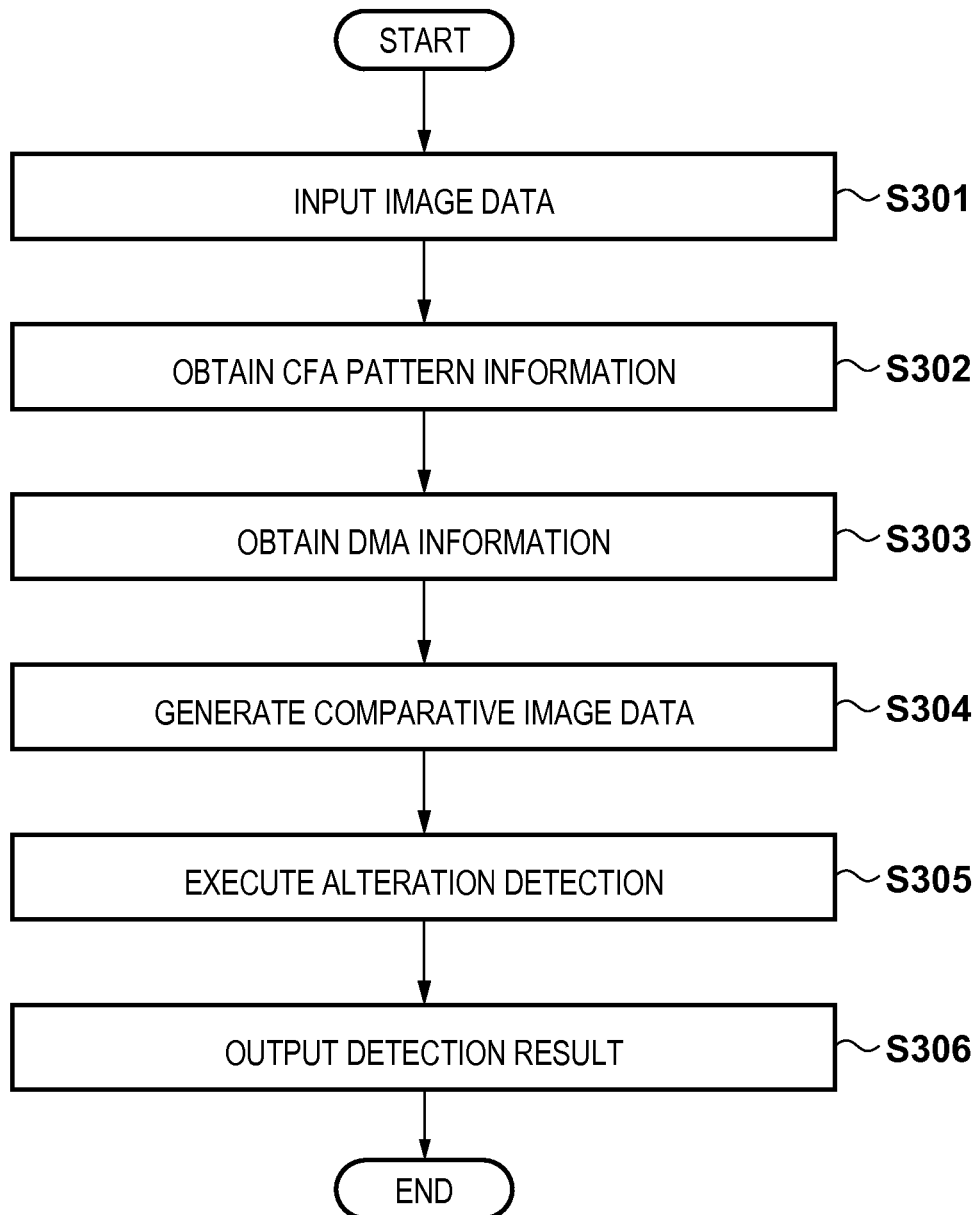 START
INPUT IMAGE DATA
S301
OBTAIN CFA PATTERN INFORMATION
S302
OBTAIN DMA INFORMATION
S303
GENERATE COMPARATIVE IMAGE DATA
S304
EXECUTE ALTERATION DETECTION
S305
OUTPUT DETECTION RESULT
S306
END